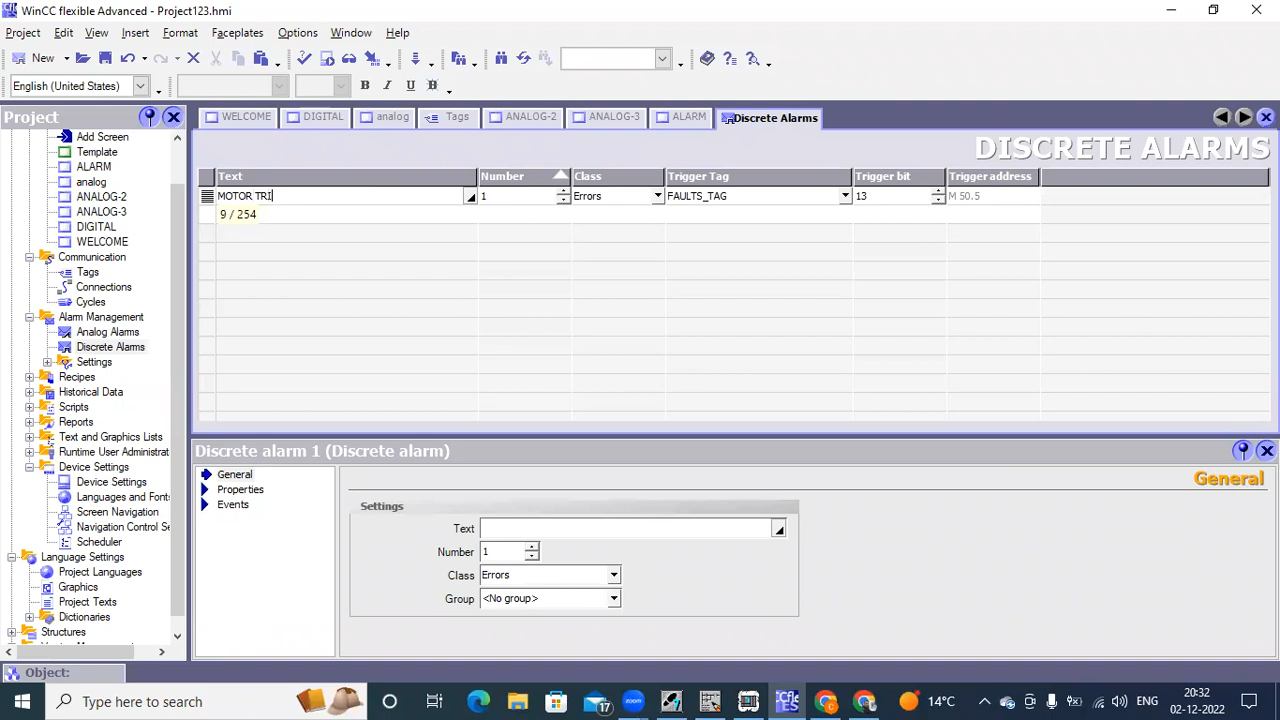 WinCC flexible Advanced - Project123.hmi
Project Edit View Insert Format Faceplates Options Window Help
New
English (United States) B I U
Project
WELCOME DIGITAL analog Tags ANALOG-2 ANALOG-3 ALARM Discrete Alarms
DISCRETE ALARMS
Add Screen
Template
ALARM
analog
ANALOG-2
ANALOG-3
DIGITAL
WELCOME
Communication
Tags
Connections
Cycles
Alarm Management
Analog Alarms
Discrete Alarms
Settings
Recipes
Historical Data
Scripts
Reports
Text and Graphics Lists
Runtime User Administrat
Device Settings
Device Settings
Languages and Fonts
Screen Navigation
Navigation Control Se
Scheduler
Language Settings
Project Languages
Graphics
Project Texts
Dictionaries
Structures
Text Number Class Trigger Tag Trigger bit Trigger address
MOTOR TRI 1 Errors FAULTS_TAG 13 M 50.5
9 / 254
Discrete alarm 1 (Discrete alarm)
General
Properties
Events
General
Settings
Text
Number 1
Class Errors
Group <No group>
Object:
Type here to search
17
14°C
ENG
20:32
02-12-2022